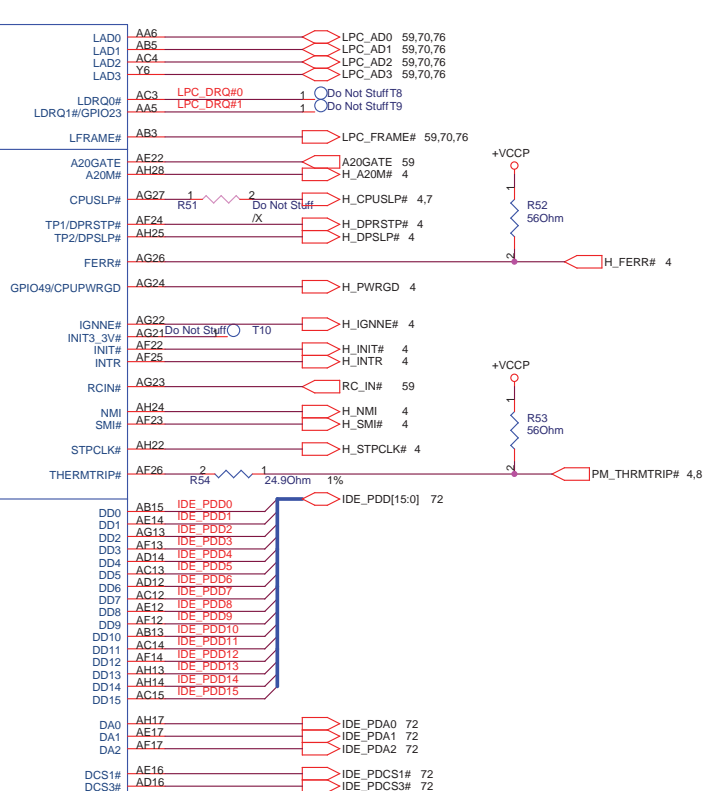 LAD0 AA6 LPC_AD0 59,70,76
LAD1 AB5 LPC_AD1 59,70,76
LAD2 AC4 LPC_AD2 59,70,76
LAD3 Y6 LPC_AD3 59,70,76
LDRQ0# AC3 LPC_DRQ#0 1 Do Not Stuff T8
LDRQ1#/GPIO23 AA5 LPC_DRQ#1 1 Do Not Stuff T9
LFRAME# AB3 LPC_FRAME# 59,70,76
A20GATE AE22 A20GATE 59
A20M# AH28 H_A20M# 4
+VCCP
CPUSLP# AG27 1 2 H_CPUSLP# 4,7
R51 Do Not Stuff
/X
1
R52
56Ohm
2
TP1/DPRSTP# AF24 H_DPRSTP# 4
TP2/DPSLP# AH25 H_DPSLP# 4
FERR# AG26 H_FERR# 4
GPIO49/CPUPWRGD AG24 H_PWRGD 4
IGNNE# AG22 H_IGNNE# 4
INIT3_3V# AG21 Do Not Stuff 1 T10
INIT# AF22 H_INIT# 4
INTR AF25 H_INTR 4
+VCCP
RCIN# AG23 RC_IN# 59
1
R53
56Ohm
2
NMI AH24 H_NMI 4
SMI# AF23 H_SMI# 4
STPCLK# AH22 H_STPCLK# 4
THERMTRIP# AF26 2 1 PM_THRMTRIP# 4,8
R54 24.9Ohm 1%
IDE_PDD[15:0] 72
DD0 AB15 IDE_PDD0
DD1 AE14 IDE_PDD1
DD2 AG13 IDE_PDD2
DD3 AF13 IDE_PDD3
DD4 AD14 IDE_PDD4
DD5 AC13 IDE_PDD5
DD6 AD12 IDE_PDD6
DD7 AC12 IDE_PDD7
DD8 AE12 IDE_PDD8
DD9 AF12 IDE_PDD9
DD10 AB13 IDE_PDD10
DD11 AC14 IDE_PDD11
DD12 AF14 IDE_PDD12
DD13 AH13 IDE_PDD13
DD14 AH14 IDE_PDD14
DD15 AC15 IDE_PDD15
DA0 AH17 IDE_PDA0 72
DA1 AE17 IDE_PDA1 72
DA2 AF17 IDE_PDA2 72
DCS1# AE16 IDE_PDCS1# 72
DCS3# AD16 IDE_PDCS3# 72